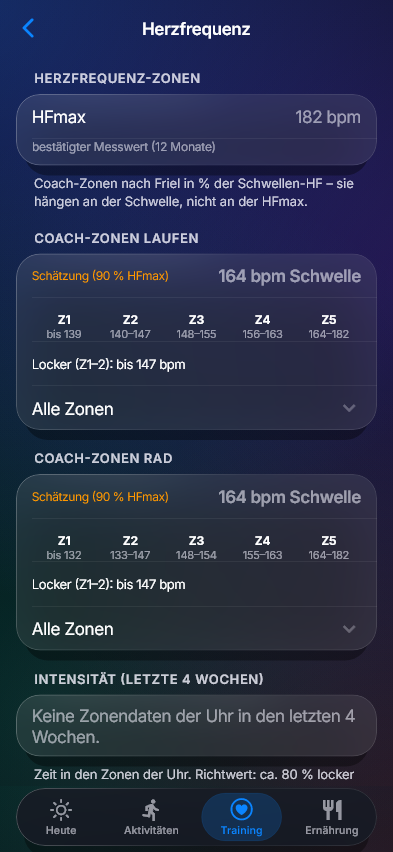 Herzfrequenz
HERZFREQUENZ-ZONEN
HFmax 182 bpm
bestätigter Messwert (12 Monate)
Coach-Zonen nach Friel in % der Schwellen-HF – sie
hängen an der Schwelle, nicht an der HFmax.
COACH-ZONEN LAUFEN
Schätzung (90 % HFmax) 164 bpm Schwelle
Z1 Z2 Z3 Z4 Z5
bis 139 140–147 148–155 156–163 164–182
Locker (Z1–2): bis 147 bpm
Alle Zonen
COACH-ZONEN RAD
Schätzung (90 % HFmax) 164 bpm Schwelle
Z1 Z2 Z3 Z4 Z5
bis 132 133–147 148–154 155–163 164–182
Locker (Z1–2): bis 147 bpm
Alle Zonen
INTENSITÄT (LETZTE 4 WOCHEN)
Keine Zonendaten der Uhr in den letzten 4
Wochen.
Zeit in den Zonen der Uhr. Richtwert: ca. 80 % locker
Heute Aktivitäten Training Ernährung